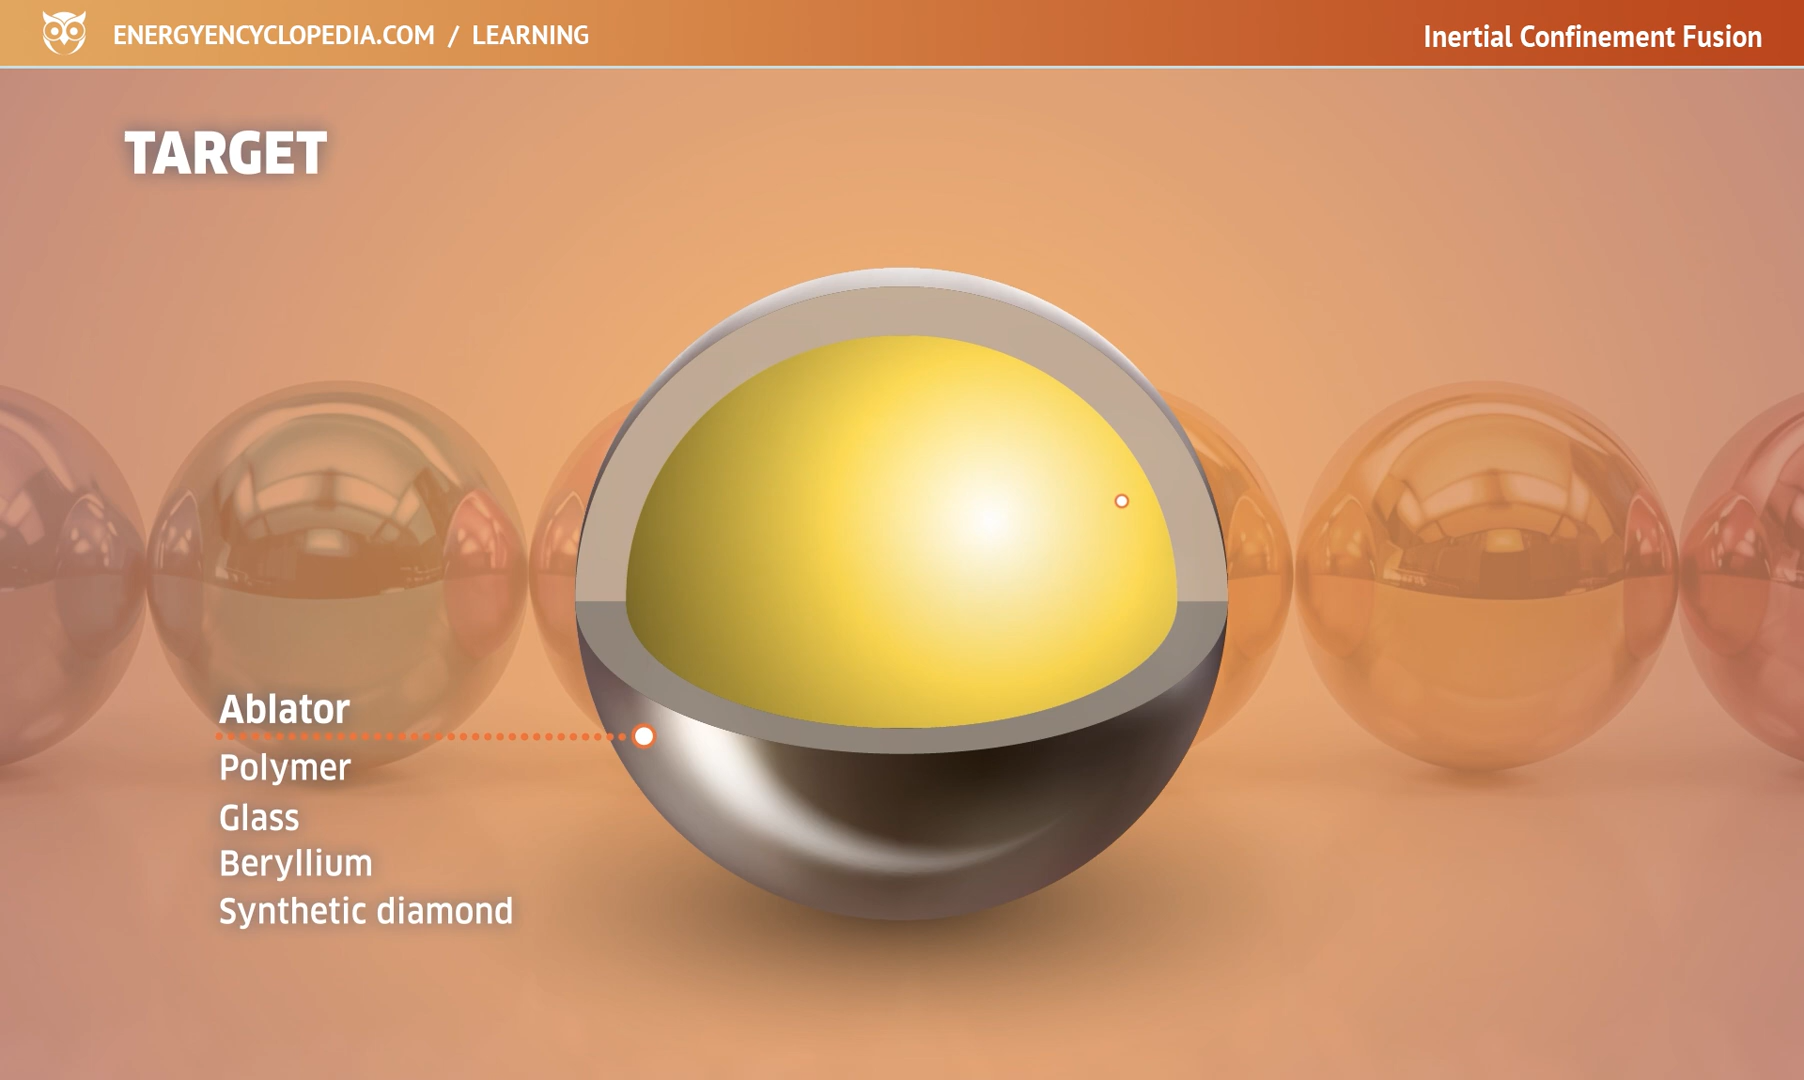 ENERGYENCYCLOPEDIA.COM / LEARNING
Inertial Confinement Fusion
TARGET
Ablator
Polymer
Glass
Beryllium
Synthetic diamond